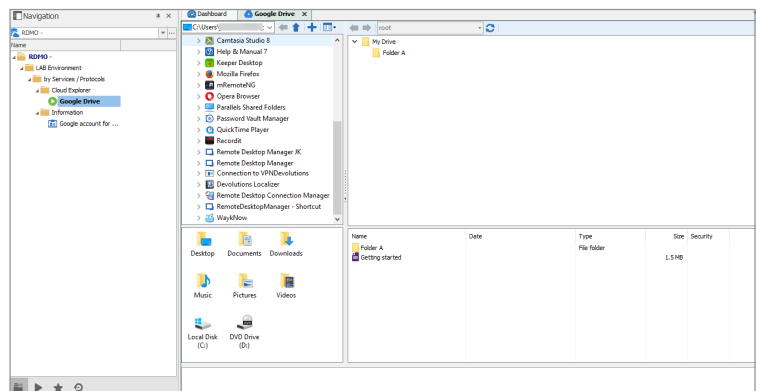 Navigation
RDMO -
Name
RDMO -
LAB Environment
by Services / Protocols
Cloud Explorer
Google Drive
Information
Google account for ...
Dashboard
Google Drive
C:\Users\
root
Camtasia Studio 8
Help & Manual 7
Keeper Desktop
Mozilla Firefox
mRemoteNG
Opera Browser
Parallels Shared Folders
Password Vault Manager
QuickTime Player
Recordit
Remote Desktop Manager JK
Remote Desktop Manager
Connection to VPNDevolutions
Devolutions Localizer
Remote Desktop Connection Manager
RemoteDesktopManager - Shortcut
WaykNow
My Drive
Folder A
Desktop Documents Downloads
Music Pictures Videos
Local Disk (C:)
DVD Drive (D:)
Name Date Type Size Security
Folder A File folder
Getting started 1.5 MB